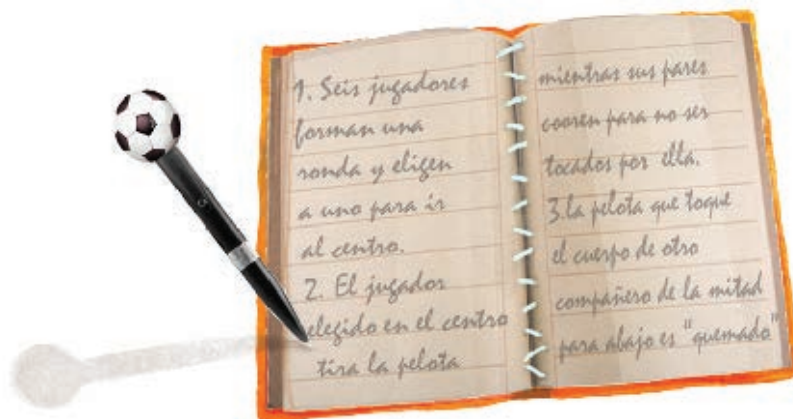 1. Seis jugadores
forman una
ronda y eligen
a uno para ir
al centro.
2. El jugador
elegido en el centro
tira la pelota
mientras sus pares
cooren para no ser
tocados por ella.
3.la pelota que toque
el cuerpo de otro
compañero de la mitad
para abajo es "quemado"